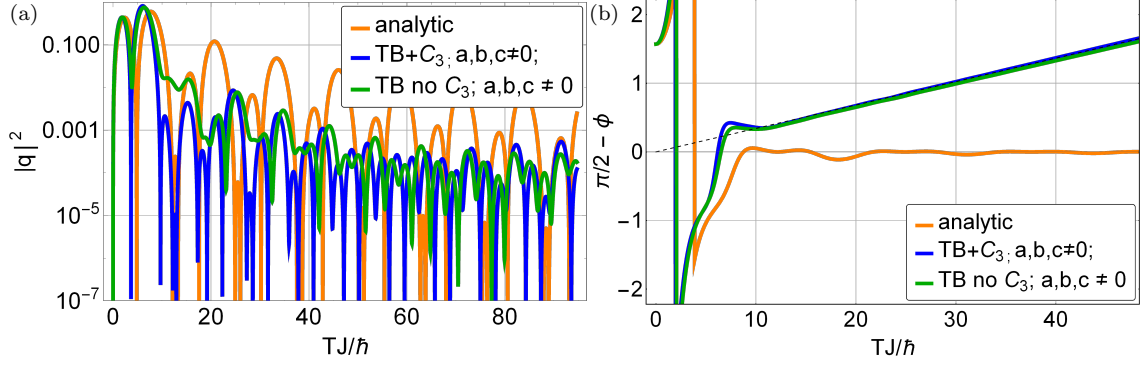 (a)
|q|²
0.100
0.001
10⁻⁵
10⁻⁷
0
20
40
60
80
TJ/ħ
analytic
TB+C₃; a,b,c≠0;
TB no C₃; a,b,c ≠ 0
(b)
π/2 − ϕ
2
1
0
−1
−2
0
10
20
30
40
TJ/ħ
analytic
TB+C₃; a,b,c≠0;
TB no C₃; a,b,c ≠ 0